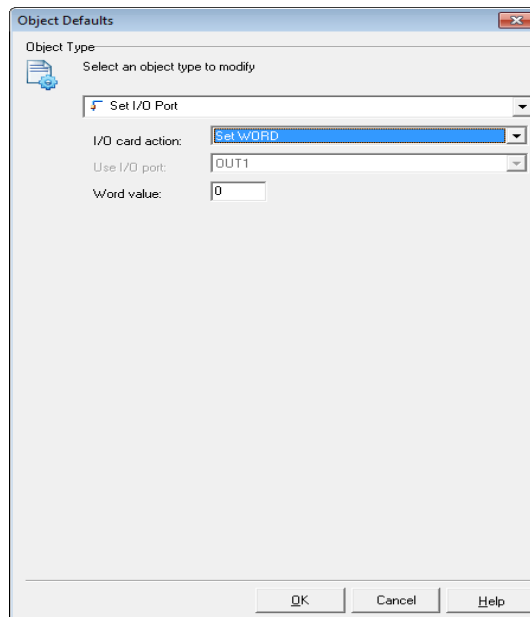 Object Defaults
Object Type
Select an object type to modify
Set I/O Port
I/O card action: Set WORD
Use I/O port: OUT1
Word value: 0
OK Cancel Help